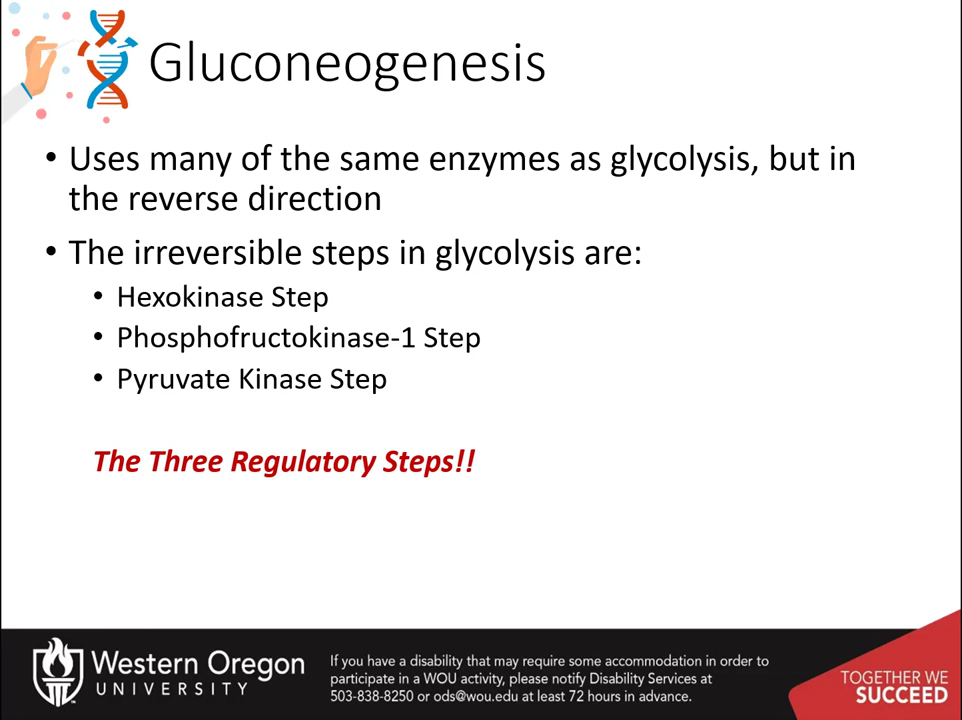 Gluconeogenesis
• Uses many of the same enzymes as glycolysis, but in
the reverse direction
• The irreversible steps in glycolysis are:
• Hexokinase Step
• Phosphofructokinase-1 Step
• Pyruvate Kinase Step
The Three Regulatory Steps!!
Western Oregon
UNIVERSITY
If you have a disability that may require some accommodation in order to
participate in a WOU activity, please notify Disability Services at
503-838-8250 or ods@wou.edu at least 72 hours in advance.
TOGETHER WE
SUCCEED